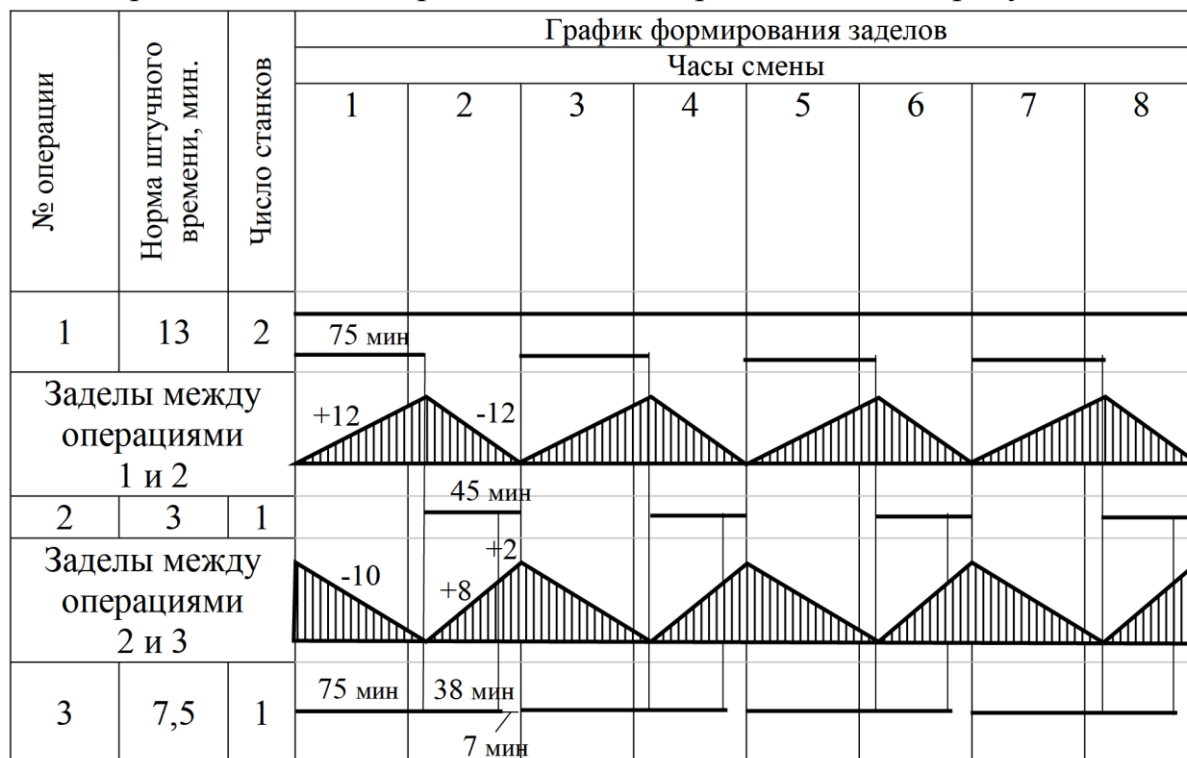 График формирования заделов
Часы смены
№ операции
Норма штучного
времени, мин.
Число станков
1 2 3 4 5 6 7 8
1 13 2
75 мин
Заделы между
операциями
1 и 2
+12 -12
45 мин
2 3 1
Заделы между
операциями
2 и 3
-10 +8 +2
75 мин 38 мин
3 7,5 1
7 мин